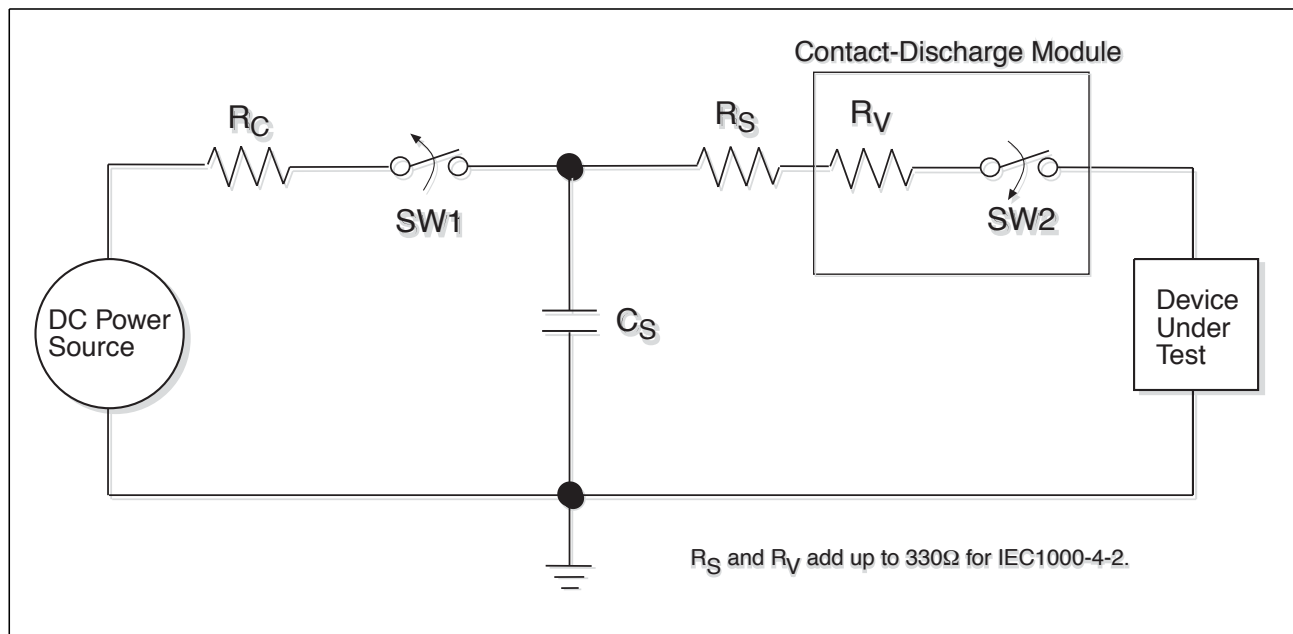 Contact-Discharge Module
RC
RS
RV
SW1
SW2
DC Power
Source
CS
Device
Under
Test
RS and RV add up to 330Ω for IEC1000-4-2.